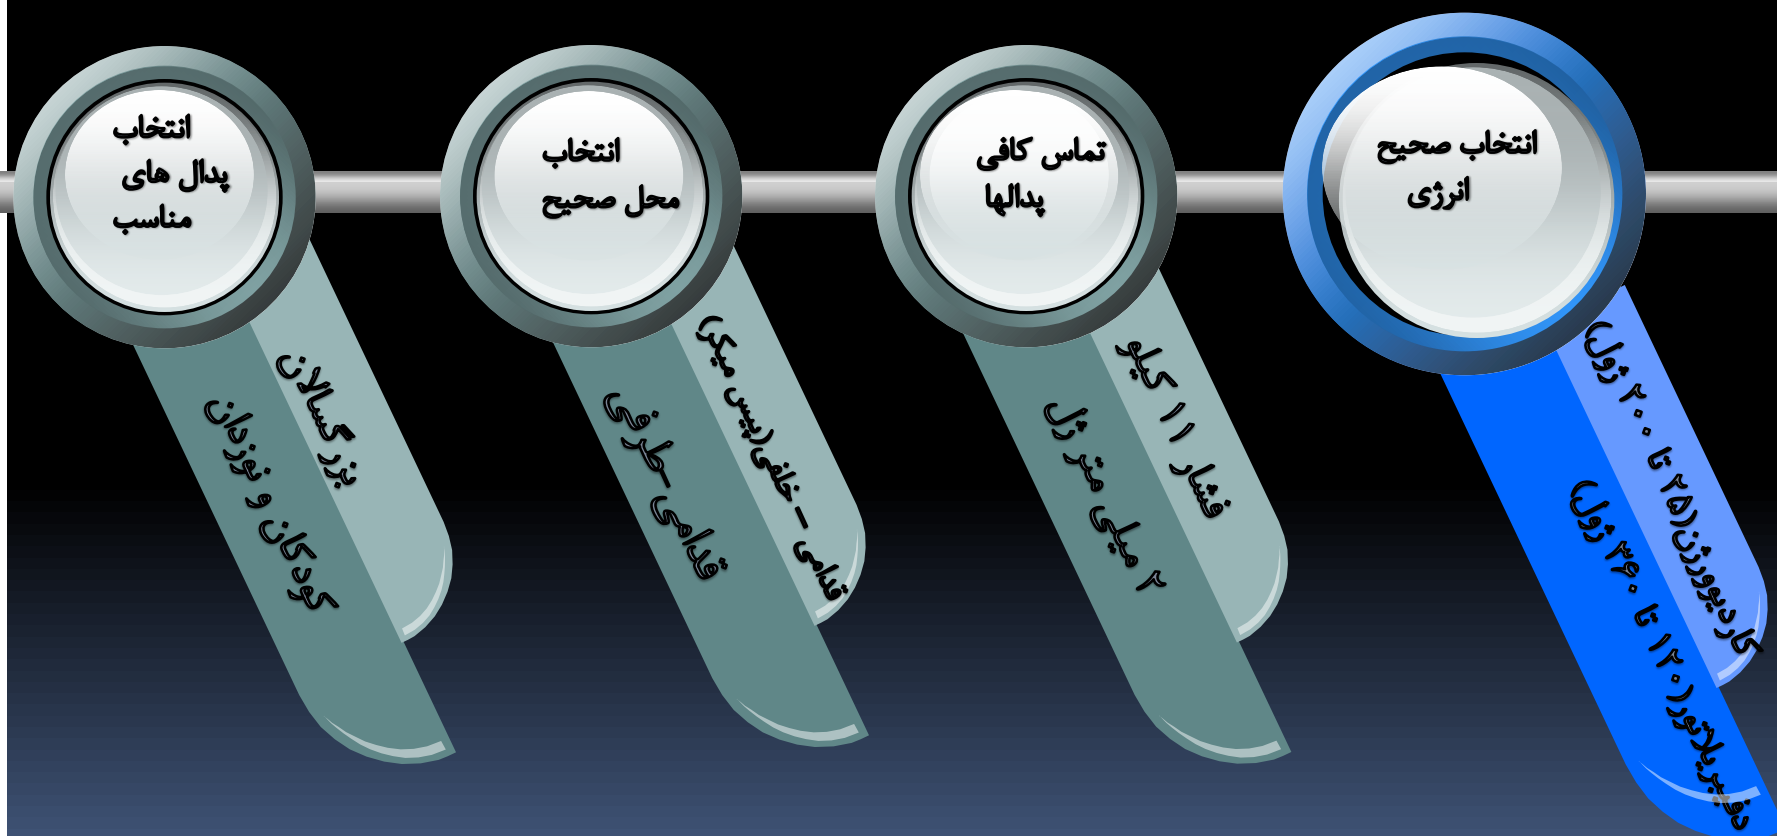 انتخاب
پدال های
مناسب
بزرگسالان
کودکان و نوزدان
انتخاب
محل صحیح
قدامی – خلفی(پیس میکر)
قدامی –طرفی
تماس کافی
پدالها
فشار ۱۱ کیلو
۲ میلی متر ژل
انتخاب صحیح
انرژی
کاردیورژن(۲۵ تا ۲۰۰ ژول)
دفیبریلاتور(۱۲۰ تا ۳۶۰ ژول)